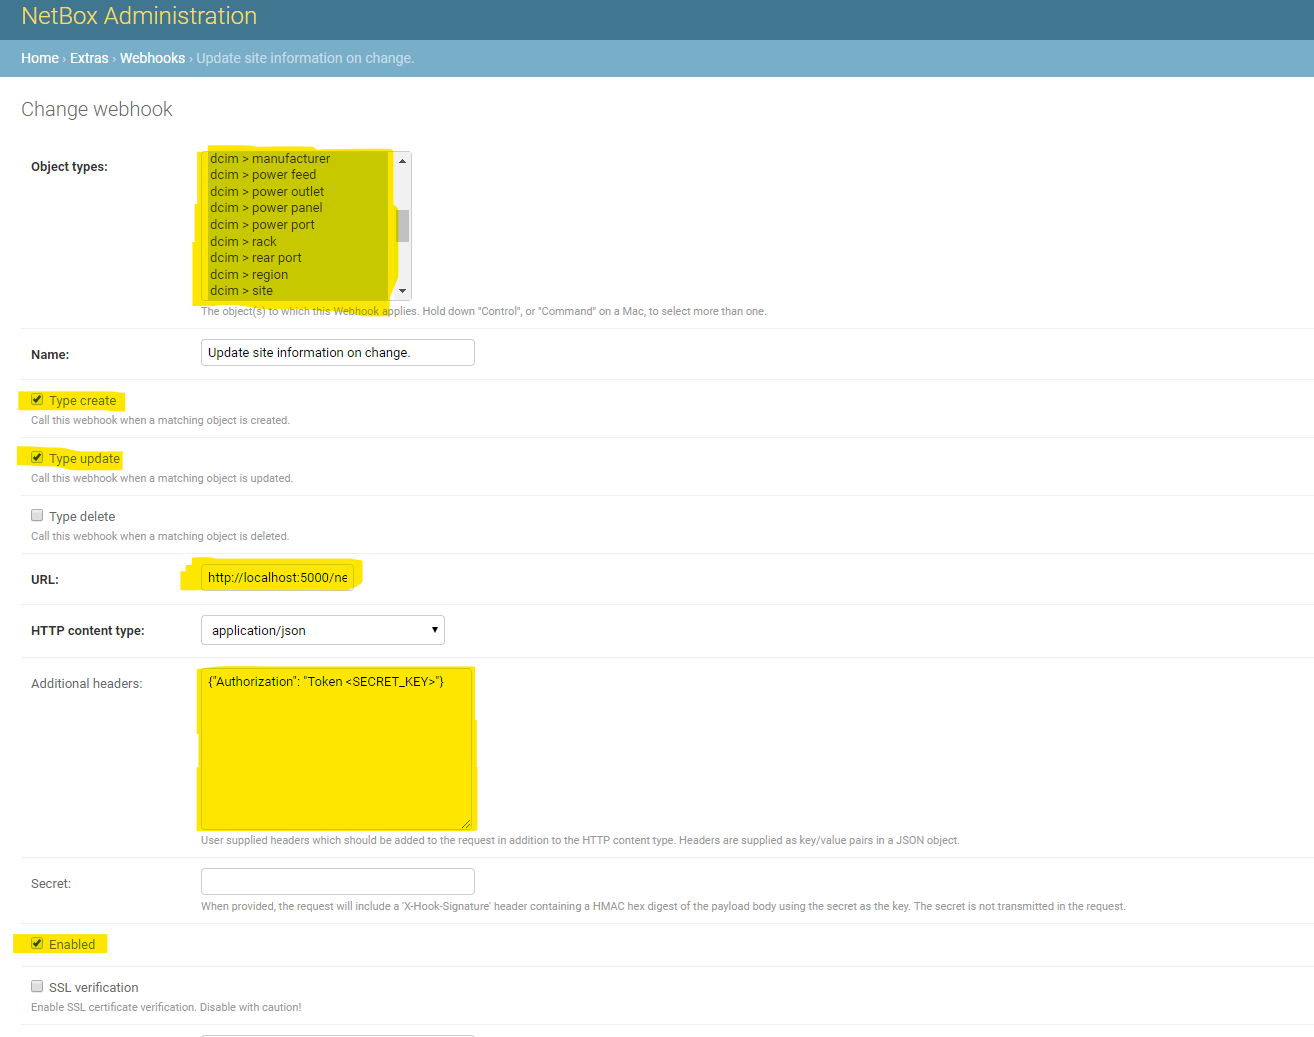 NetBox Administration
Home › Extras › Webhooks › Update site information on change.
Change webhook
Object types:
dcim > manufacturer
dcim > power feed
dcim > power outlet
dcim > power panel
dcim > power port
dcim > rack
dcim > rear port
dcim > region
dcim > site
The object(s) to which this Webhook applies. Hold down "Control", or "Command" on a Mac, to select more than one.
Name:
Update site information on change.
Type create
Call this webhook when a matching object is created.
Type update
Call this webhook when a matching object is updated.
Type delete
Call this webhook when a matching object is deleted.
URL:
http://localhost:5000/ne
HTTP content type:
application/json
Additional headers:
{"Authorization": "Token <SECRET_KEY>"}
User supplied headers which should be added to the request in addition to the HTTP content type. Headers are supplied as key/value pairs in a JSON object.
Secret:
When provided, the request will include a 'X-Hook-Signature' header containing a HMAC hex digest of the payload body using the secret as the key. The secret is not transmitted in the request.
Enabled
SSL verification
Enable SSL certificate verification. Disable with caution!